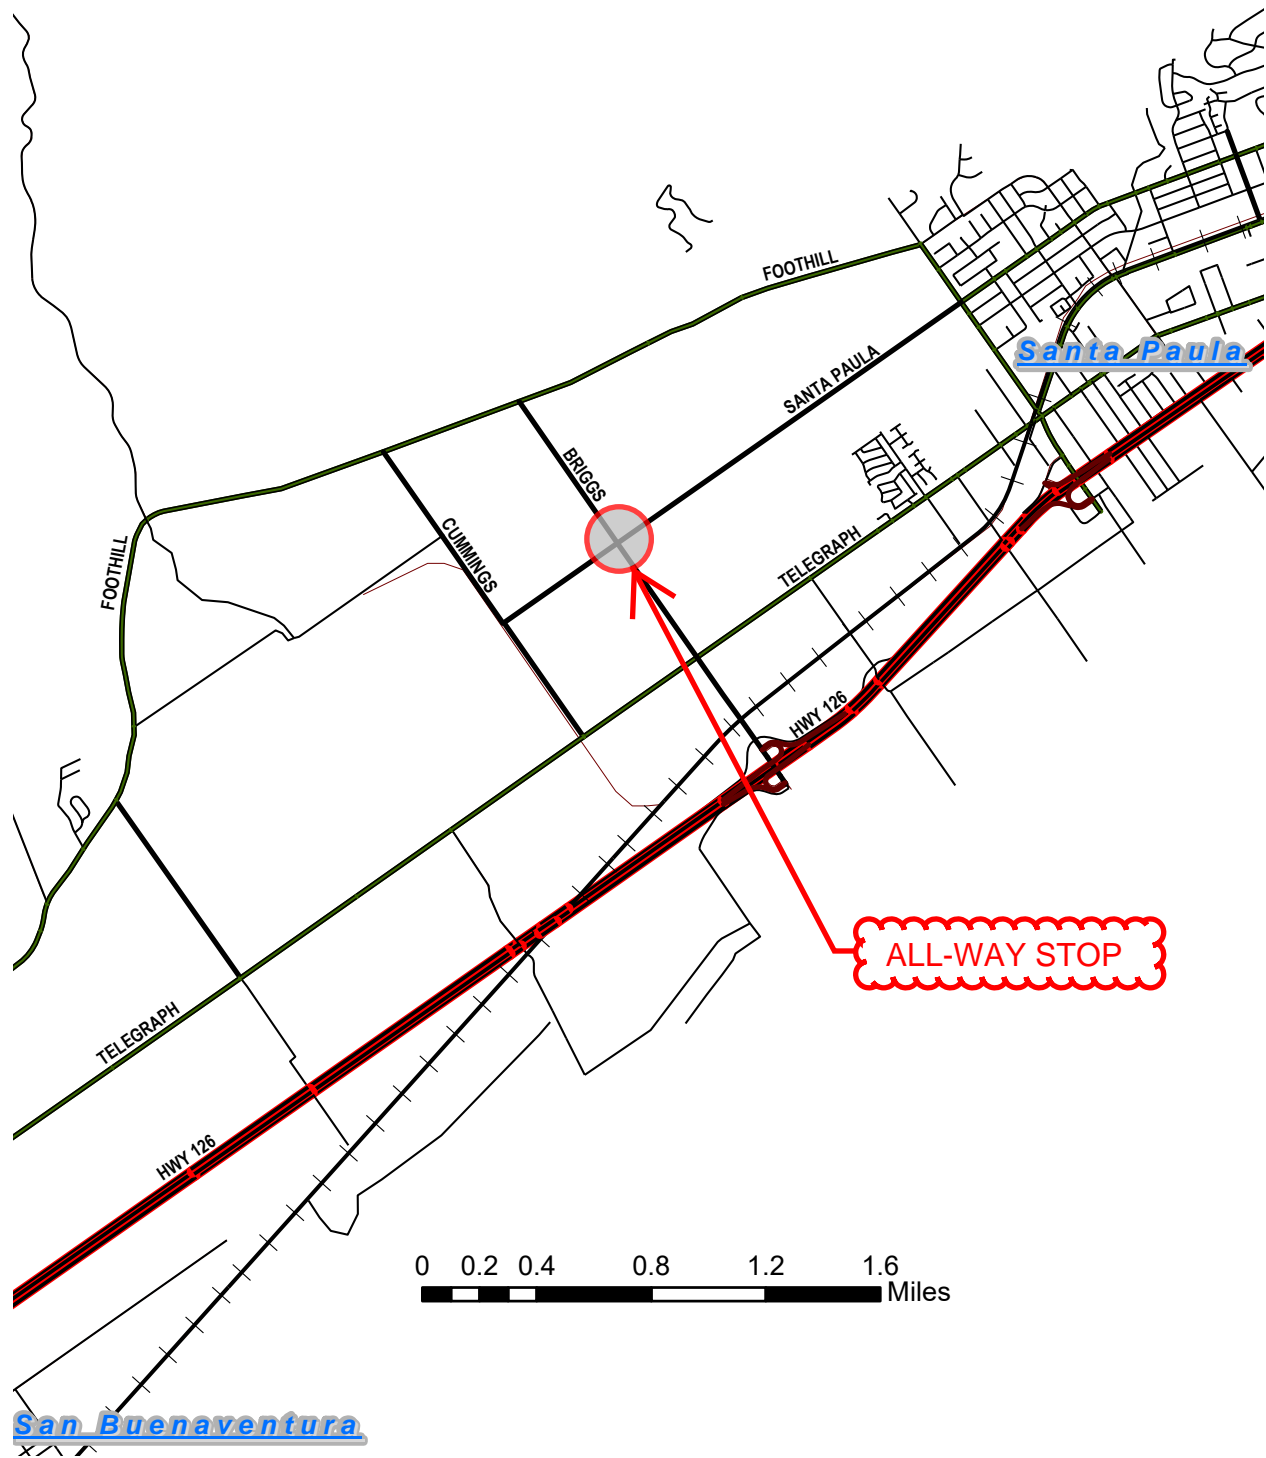 FOOTHILL
SANTA PAULA
Santa Paula
BRIGGS
CUMMINGS
FOOTHILL
TELEGRAPH
HWY 126
ALL-WAY STOP
TELEGRAPH
HWY 126
0 0.2 0.4 0.8 1.2 1.6
Miles
San Buenaventura